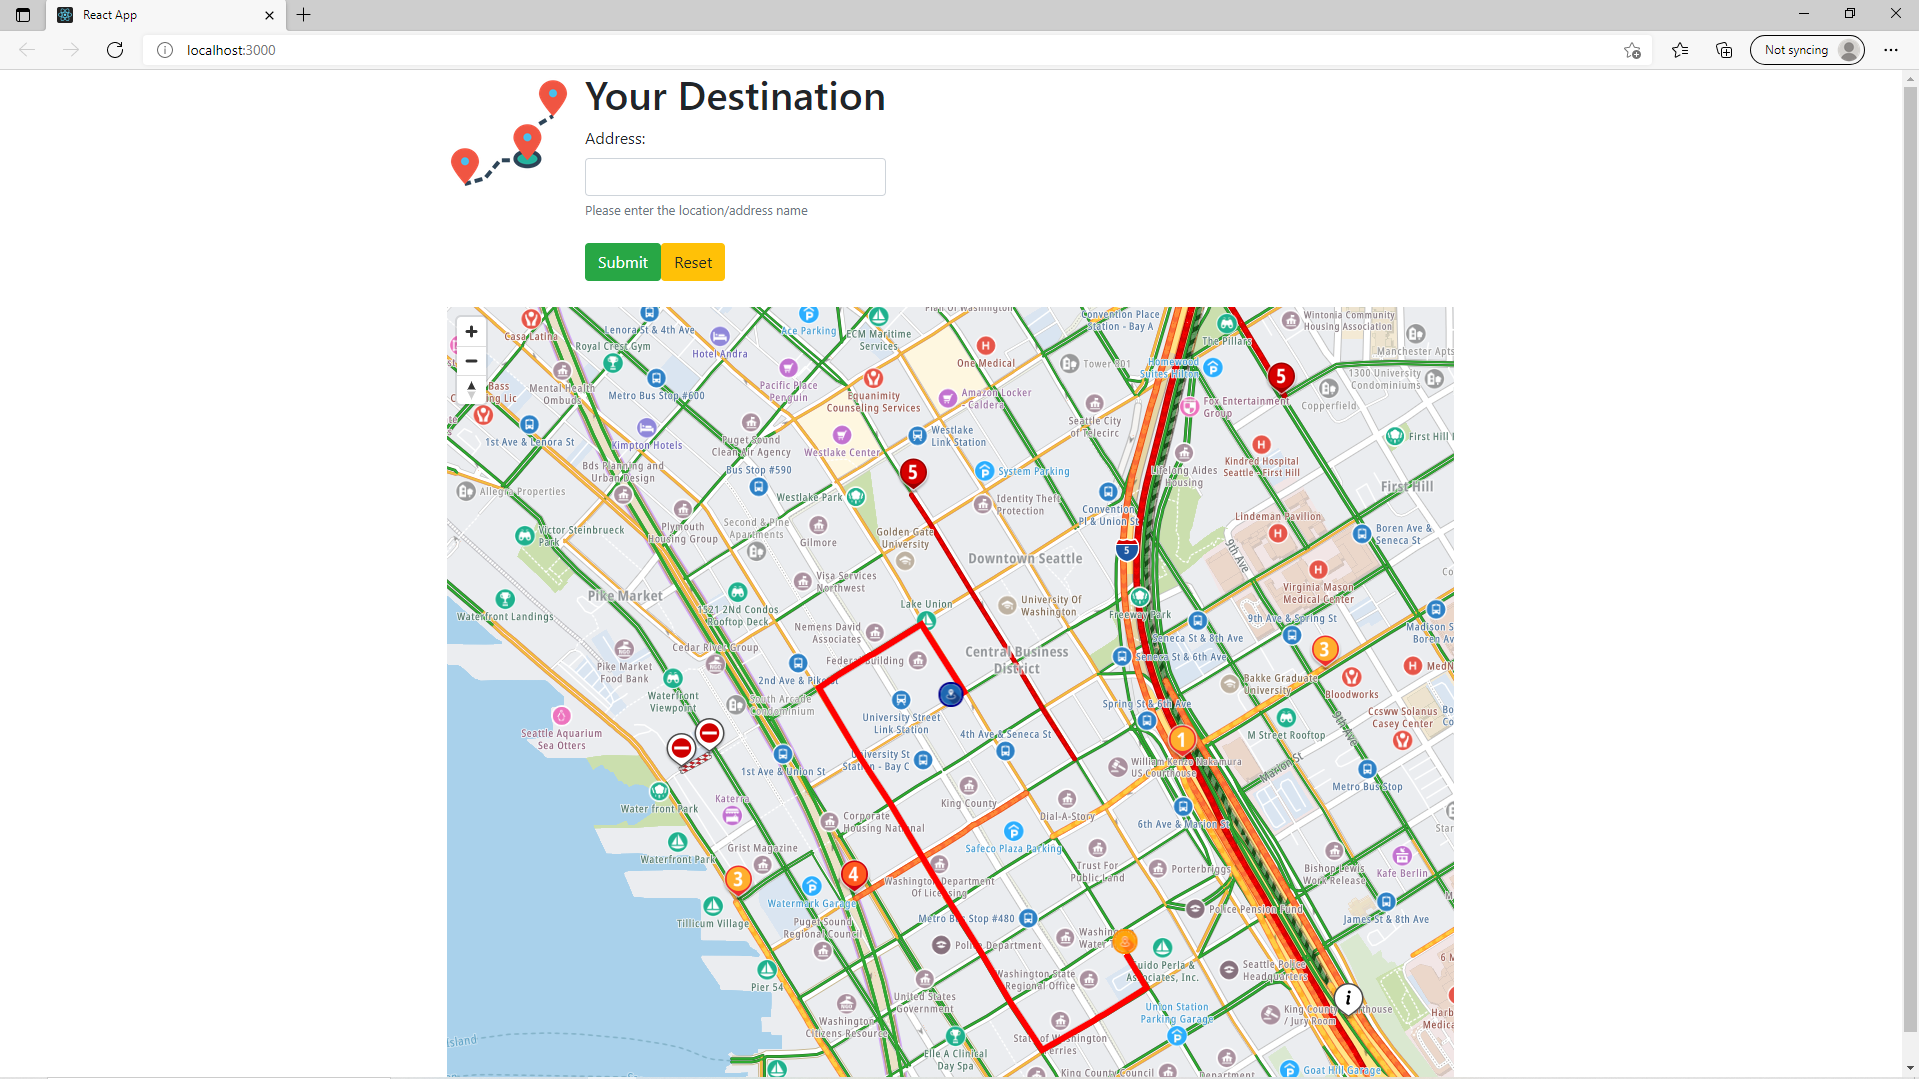 React App
localhost:3000
Not syncing
Your Destination
Address:
Please enter the location/address name
Submit
Reset
Casa Latina
Lenora St & 4th Ave
Royal Crest Gym
Hotel Andra
Ace Parking
ECM Maritime
Services
Plan Of Washington
One Medical
Convention Place
Station - Bay A
The Pillars
Wintonia Community
Housing Association
Manchester Apts
Bass
Mental Health
Ombuds
Metro Bus Stop #600
Pacific Place
Penguin
Equanimity
Counseling Services
Amazon Locker
- Caldera
Tower 801
Homewood
Suites Hilton
5
1300 University
Condominiums
Copperfield
1st Ave & Lenora St
Kimpton Hotels
Puget Sound
Clean Air Agency
Westlake Center
Westlake
Link Station
Seattle City
of Telecirc
Fox Entertainment
Group
First Hill
Bds Planning and
Urban Design
Bus Stop #590
5
System Parking
Lifelong Aides
Housing
Kindred Hospital
Seattle - First Hill
First Hill
Allegra Properties
Westlake Park
Identity Theft
Protection
Convention
Pl & Union St
Lindeman Pavilion
Victor Steinbrueck
Park
Plymouth
Housing Group
Second & Pine
Apartments
Gilmore
Golden Gate
University
Downtown Seattle
5
9th Ave
Boren Ave &
Seneca St
Pike Market
Visa Services
Northwest
Virginia Mason
Medical Center
Waterfront Landings
1521 2Nd Condos
Rooftop Deck
Lake Union
University Of
Washington
Freeway Park
9th Ave & Spring St
Madison S
Boren Av
Nemens David
Associates
Seneca St & 8th Ave
Cedar River Group
Federal Building
Central Business
District
Seneca St & 6th Ave
3
Pike Market
Food Bank
2nd Ave & Pike St
Bakke Graduate
University
Bloodworks
Waterfront
Viewpoint
South Arcade
Condominium
University Street
Link Station
Spring St & 6th Ave
M Street Rooftop
9th Ave
Ccsww Solanus
Casey Center
Seattle Aquarium
Sea Otters
4th Ave & Seneca St
1
1st Ave & Union St
University St
Station - Bay C
William Kenzo Nakamura
US Courthouse
Marion St
Metro Bus Stop
Water front Park
Katerra
King County
Dial-A-Story
6th Ave & Marion St
Corporate
Housing National
Waterfront Park
Grist Magazine
Safeco Plaza Parking
Trust For
Public Land
Porterbriggs
Bishop Lewis
Work Release
Kafe Berlin
3
4
Washington Department
Of Licensing
Watermark Garage
Tillicum Village
Puget Sound
Regional Council
Metro Bus Stop #480
Police Pension Fund
James St & 8th Ave
Police Department
Guido Perla &
Associates, Inc.
Seattle Police
Headquarters
Pier 54
United States
Government
Washington State
Regional Office
i
Washington
Citizens Resource
Union Station
Parking Garage
/ Jury Room
Elle A Clinical
Day Spa
King County Council
Department
Goat Hill Garage